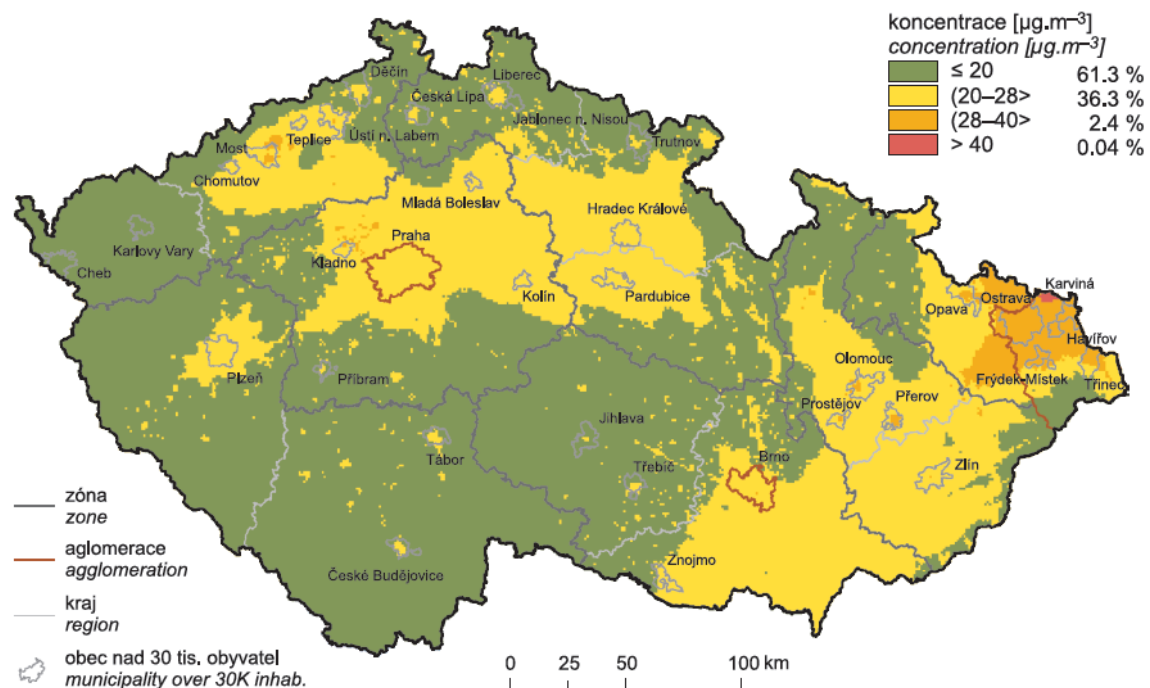 koncentrace [µg.m–3]
concentration [µg.m–3]
≤ 20 61.3 %
(20–28> 36.3 %
(28–40> 2.4 %
> 40 0.04 %
Děčín
Liberec
Česká Lípa
Teplice
Ústí n. Labem
Jablonec n. Nisou
Trutnov
Most
Chomutov
Mladá Boleslav
Hradec Králové
Karlovy Vary
Praha
Cheb
Kladno
Kolín
Pardubice
Karviná
Opava
Ostrava
Havířov
Olomouc
Plzeň
Příbram
Frýdek-Místek
Třinec
Prostějov
Přerov
Jihlava
Tábor
Třebíč
Brno
Zlín
Znojmo
České Budějovice
zóna
zone
aglomerace
agglomeration
kraj
region
obec nad 30 tis. obyvatel
municipality over 30K inhab.
0 25 50 100 km